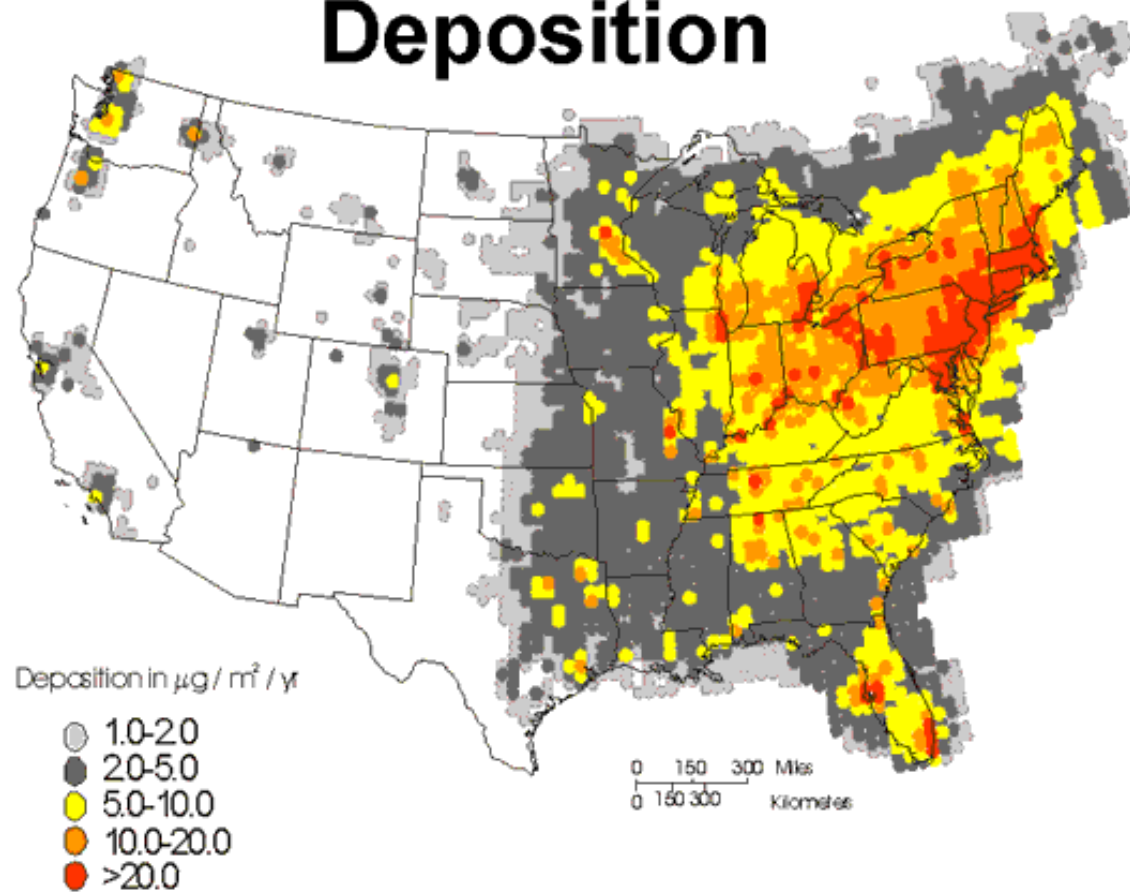 Deposition
Deposition in µg / m² / yr
1.0-2.0
2.0-5.0
5.0-10.0
10.0-20.0
>20.0
0 150 300 Miles
0 150 300 Kilometers